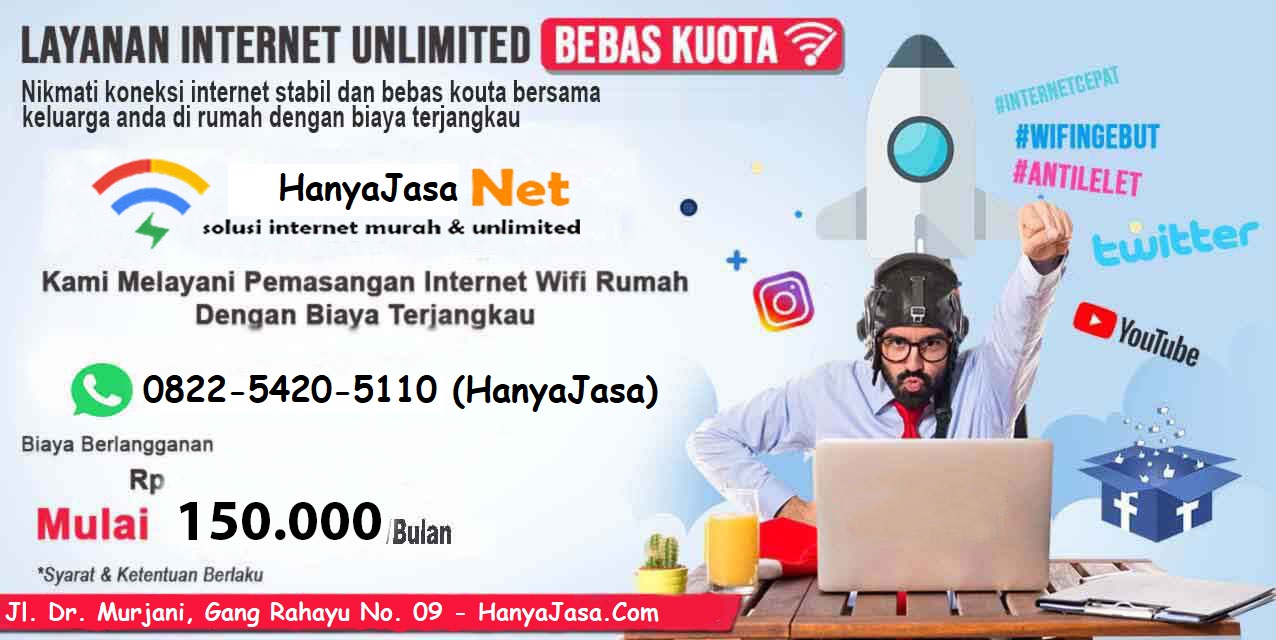 LAYANAN INTERNET UNLIMITED BEBAS KUOTA
Nikmati koneksi internet stabil dan bebas kouta bersama
keluarga anda di rumah dengan biaya terjangkau
HanyaJasa Net
solusi internet murah & unlimited
Kami Melayani Pemasangan Internet Wifi Rumah
Dengan Biaya Terjangkau
0822-5420-5110 (HanyaJasa)
Biaya Berlangganan
Rp
Mulai 150.000/Bulan
*Syarat & Ketentuan Berlaku
Jl. Dr. Murjani, Gang Rahayu No. 09 - HanyaJasa.Com
#INTERNETCEPAT
#WIFINGEBUT
#ANTILELET
twitter
YouTube
f f